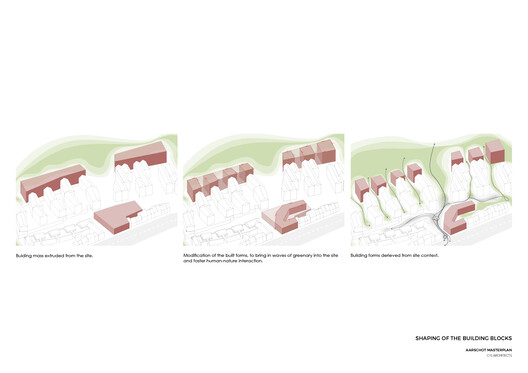 Building mass extruded from the site.
Modification of the built forms, to bring in waves of greenary into the site
and foster human-nature interaction.
Building forms derieved from site context.
SHAPING OF THE BUILDING BLOCKS
AARSCHOT MASTERPLAN